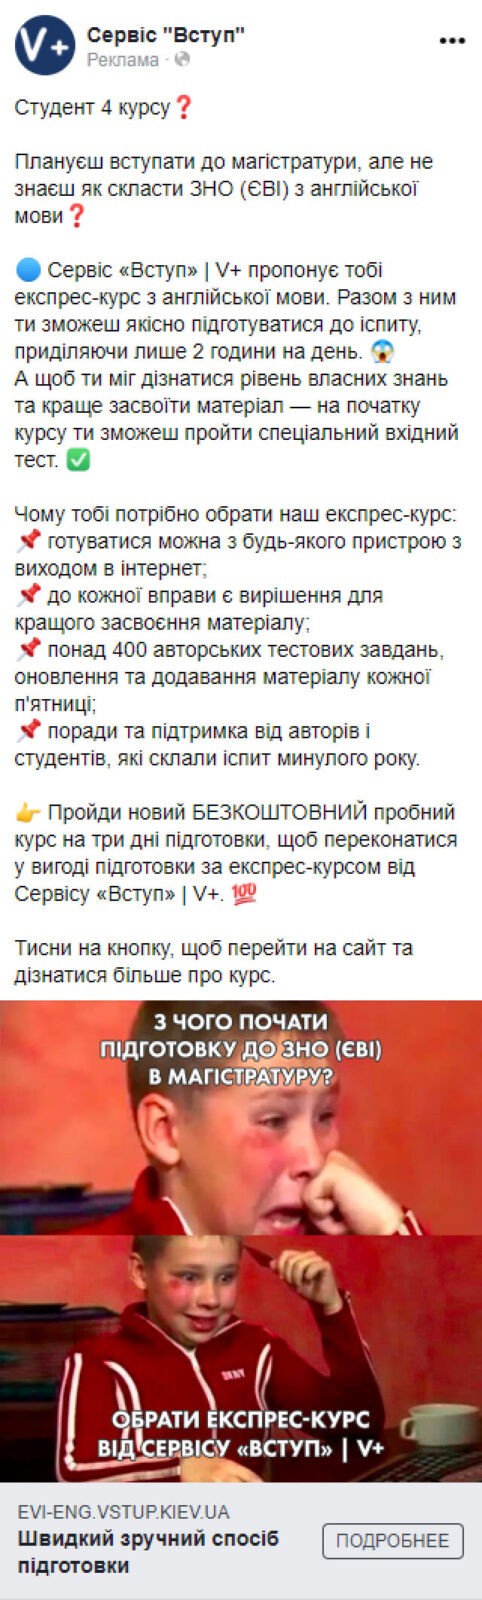 V+
Сервіс "Вступ"
Реклама ·
Студент 4 курсу❓
Плануєш вступати до магістратури, але не
знаєш як скласти ЗНО (ЄВІ) з англійської
мови❓
🔵 Сервіс «Вступ» | V+ пропонує тобі
експрес-курс з англійської мови. Разом з ним
ти зможеш якісно підготуватися до іспиту,
приділяючи лише 2 години на день. 😱
А щоб ти міг дізнатися рівень власних знань
та краще засвоїти матеріал — на початку
курсу ти зможеш пройти спеціальний вхідний
тест. ✅
Чому тобі потрібно обрати наш експрес-курс:
📌 готуватися можна з будь-якого пристрою з
виходом в інтернет;
📌 до кожної вправи є вирішення для
кращого засвоєння матеріалу;
📌 понад 400 авторських тестових завдань,
оновлення та додавання матеріалу кожної
п'ятниці;
📌 поради та підтримка від авторів і
студентів, які склали іспит минулого року.
👉 Пройди новий БЕЗКОШТОВНИЙ пробний
курс на три дні підготовки, щоб переконатися
у вигоді підготовки за експрес-курсом від
Сервісу «Вступ» | V+. 💯
Тисни на кнопку, щоб перейти на сайт та
дізнатися більше про курс.
З ЧОГО ПОЧАТИ
ПІДГОТОВКУ ДО ЗНО (ЄВІ)
В МАГІСТРАТУРУ?
DKNY
ОБРАТИ ЕКСПРЕС-КУРС
ВІД СЕРВІСУ «ВСТУП» | V+
EVI-ENG.VSTUP.KIEV.UA
Швидкий зручний спосіб
підготовки
ПОДРОБНЕЕ